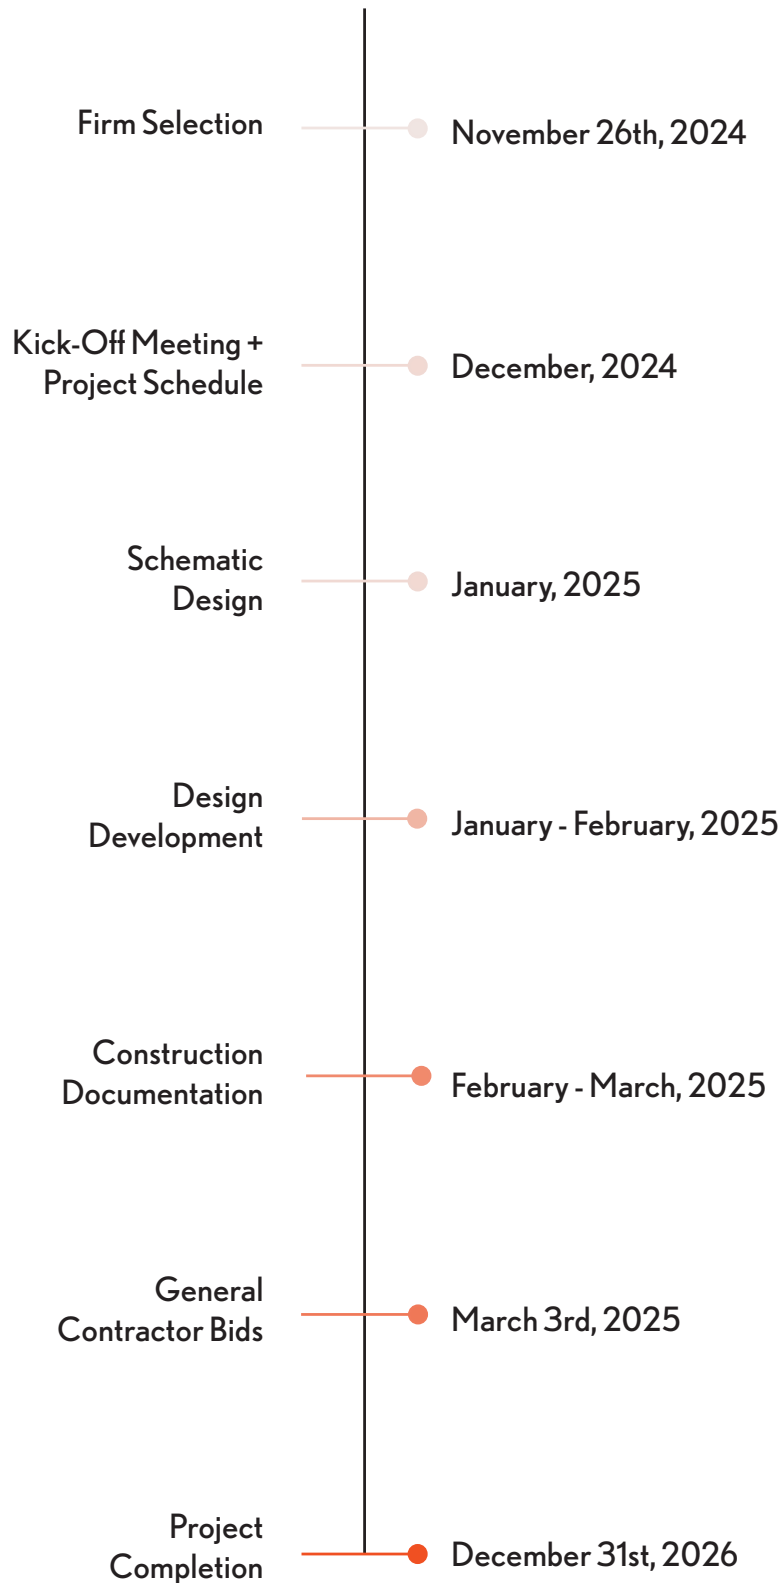 Firm Selection
November 26th, 2024
Kick-Off Meeting +
Project Schedule
December, 2024
Schematic
Design
January, 2025
Design
Development
January - February, 2025
Construction
Documentation
February - March, 2025
General
Contractor Bids
March 3rd, 2025
Project
Completion
December 31st, 2026